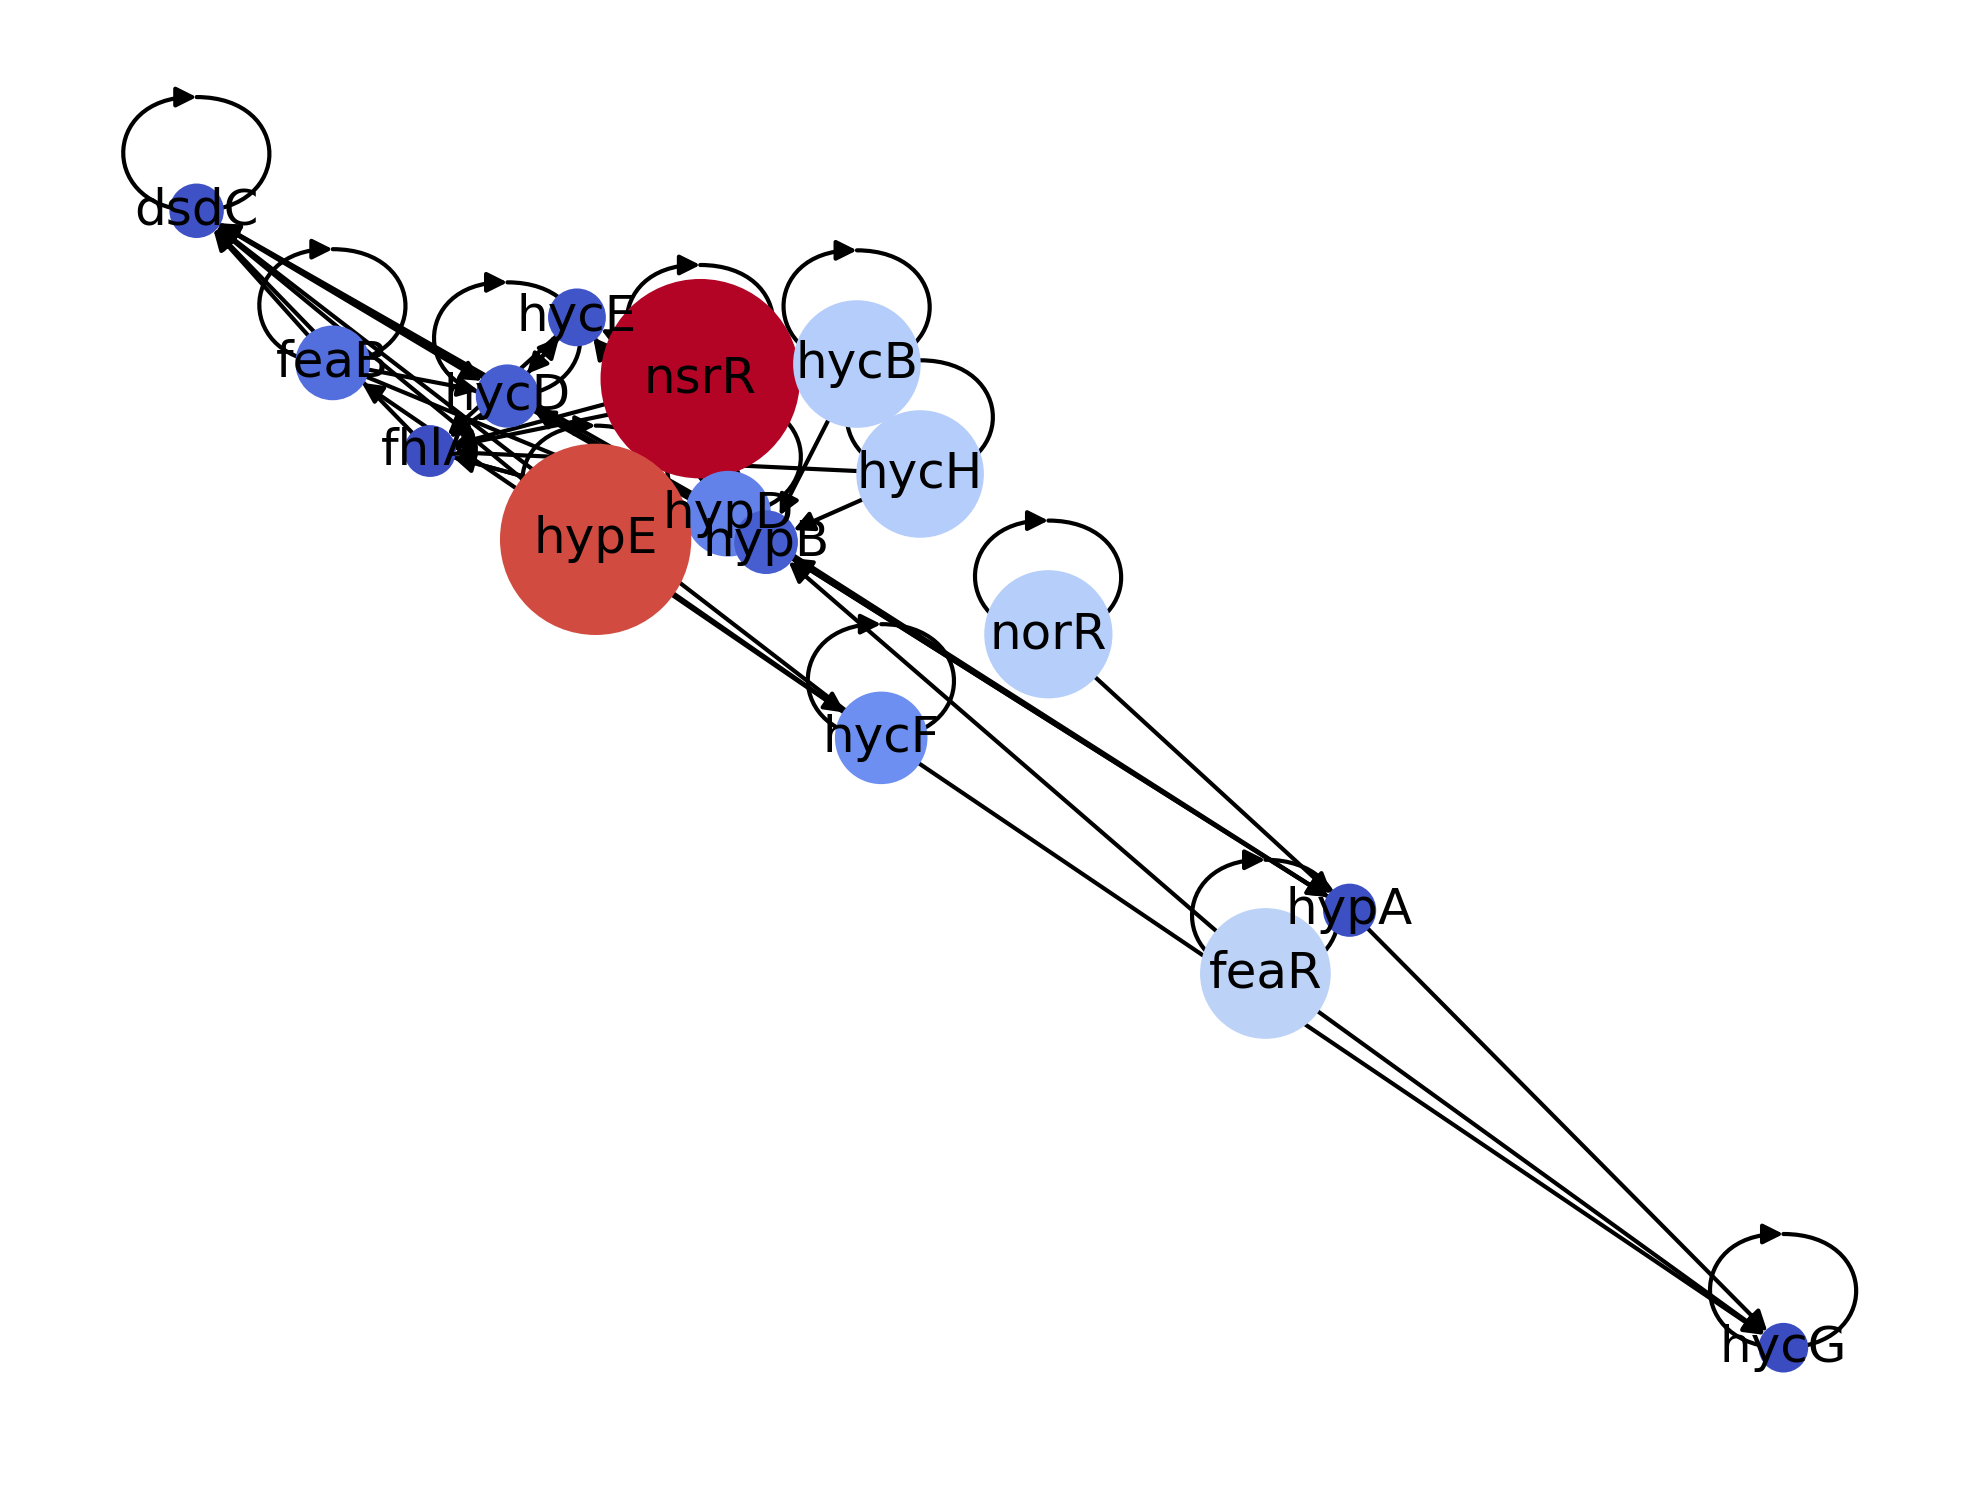 dsdC
hycE
feaB
nsrR
hycB
hycD
fhlA
hycH
hypD
hypE
hypB
norR
hycF
hypA
feaR
hycG